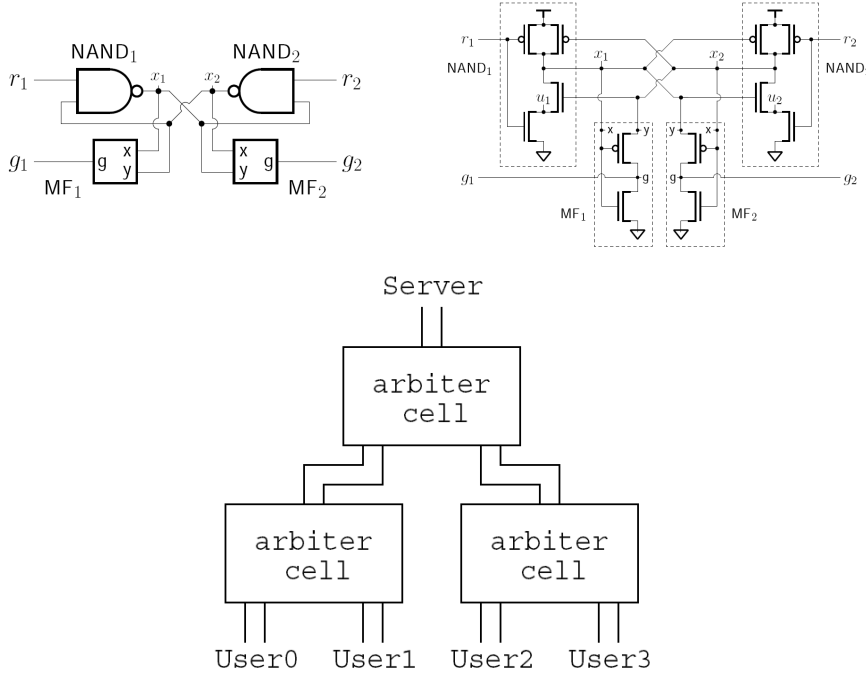 NAND₁ NAND₂
r₁ x₁ x₂ r₂
x x
g₁ g y y g g₂
MF₁ MF₂
r₁ x₁ x₂ r₂
NAND₁ NAND
u₁ u₂
x y y x
g₁ g g g₂
MF₁ MF₂
Server
arbiter
cell
arbiter
cell
arbiter
cell
User0 User1 User2 User3